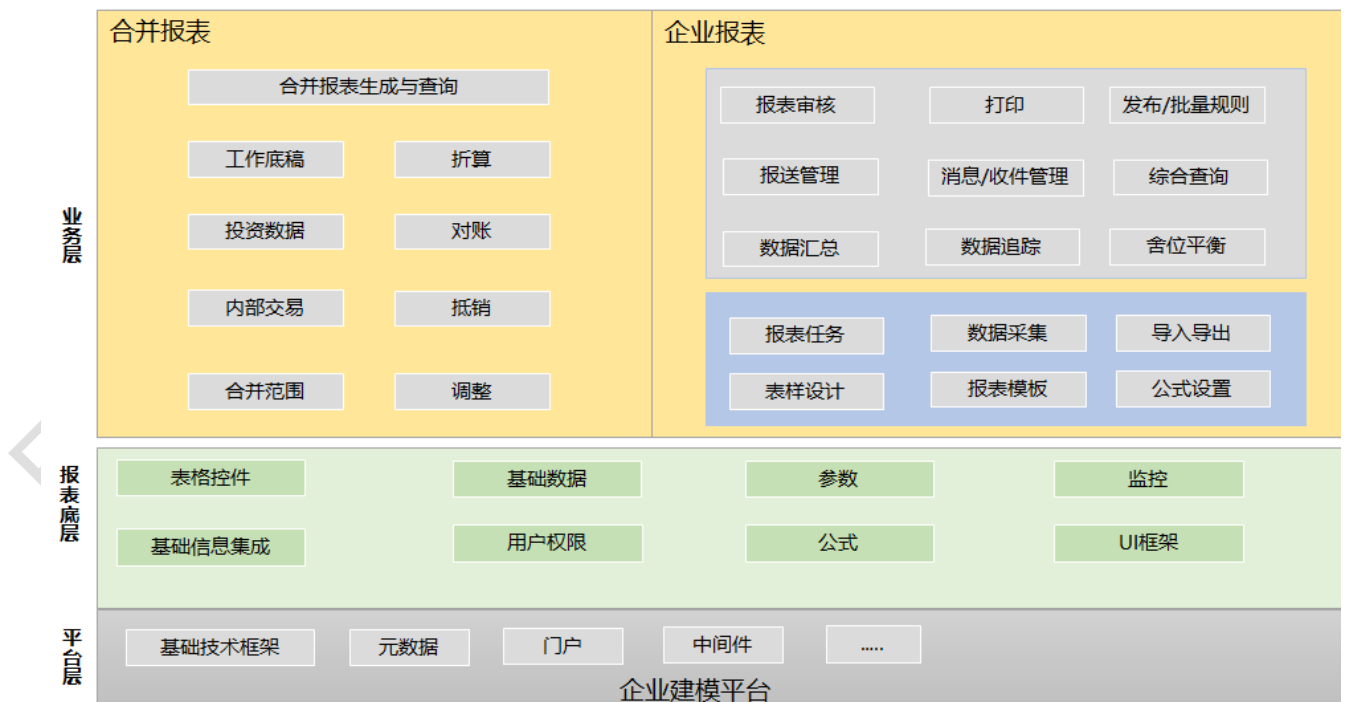 合并报表
企业报表
合并报表生成与查询
工作底稿
折算
投资数据
对账
内部交易
抵销
合并范围
调整
报表审核
打印
发布/批量规则
报送管理
消息/收件管理
综合查询
数据汇总
数据追踪
舍位平衡
报表任务
数据采集
导入导出
表样设计
报表模板
公式设置
业务层
表格控件
基础数据
参数
监控
基础信息集成
用户权限
公式
UI框架
报表底层
基础技术框架
元数据
门户
中间件
.....
企业建模平台
平台层